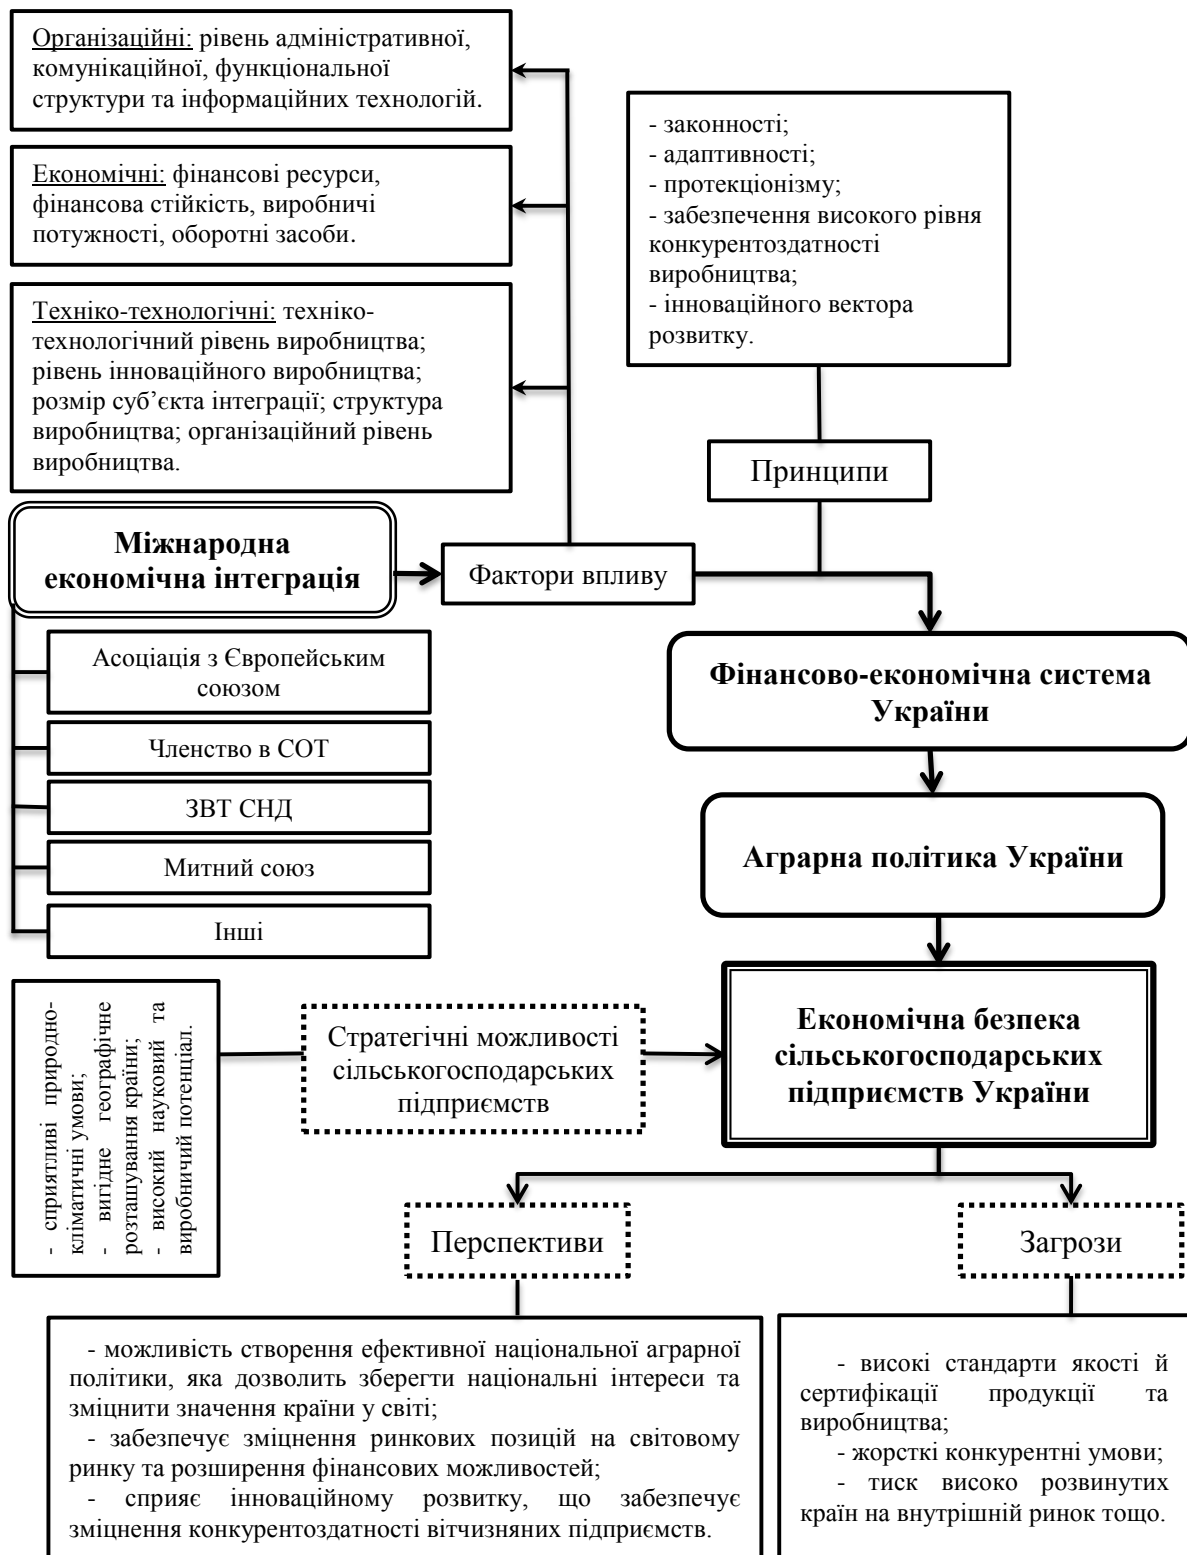 Організаційні: рівень адміністративної,
комунікаційної, функціональної
структури та інформаційних технологій.
Економічні: фінансові ресурси,
фінансова стійкість, виробничі
потужності, оборотні засоби.
Техніко-технологічні: техніко-
технологічний рівень виробництва;
рівень інноваційного виробництва;
розмір суб’єкта інтеграції; структура
виробництва; організаційний рівень
виробництва.
- законності;
- адаптивності;
- протекціонізму;
- забезпечення високого рівня
конкурентоздатності
виробництва;
- інноваційного вектора
розвитку.
Принципи
Міжнародна
економічна інтеграція
Фактори впливу
Асоціація з Європейським
союзом
Членство в СОТ
ЗВТ СНД
Митний союз
Інші
Фінансово-економічна система
України
Аграрна політика України
Економічна безпека
сільськогосподарських
підприємств України
Стратегічні можливості
сільськогосподарських
підприємств
- сприятливі природно-
кліматичні умови;
- вигідне географічне
розташування країни;
- високий науковий та
виробничий потенціал.
Перспективи
Загрози
- можливість створення ефективної національної аграрної
політики, яка дозволить зберегти національні інтереси та
зміцнити значення країни у світі;
- забезпечує зміцнення ринкових позицій на світовому
ринку та розширення фінансових можливостей;
- сприяє інноваційному розвитку, що забезпечує
зміцнення конкурентоздатності вітчизняних підприємств.
- високі стандарти якості й
сертифікації продукції та
виробництва;
- жорсткі конкурентні умови;
- тиск високо розвинутих
країн на внутрішній ринок тощо.